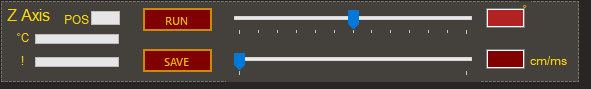 Z Axis POS RUN °
°C
! SAVE cm/ms